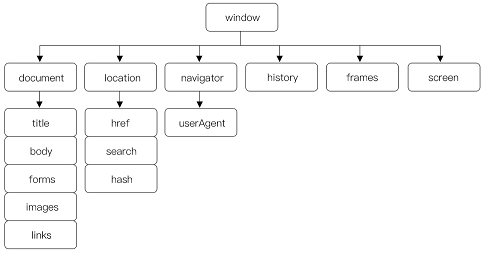 window
document
location
navigator
history
frames
screen
title
href
userAgent
body
search
forms
hash
images
links